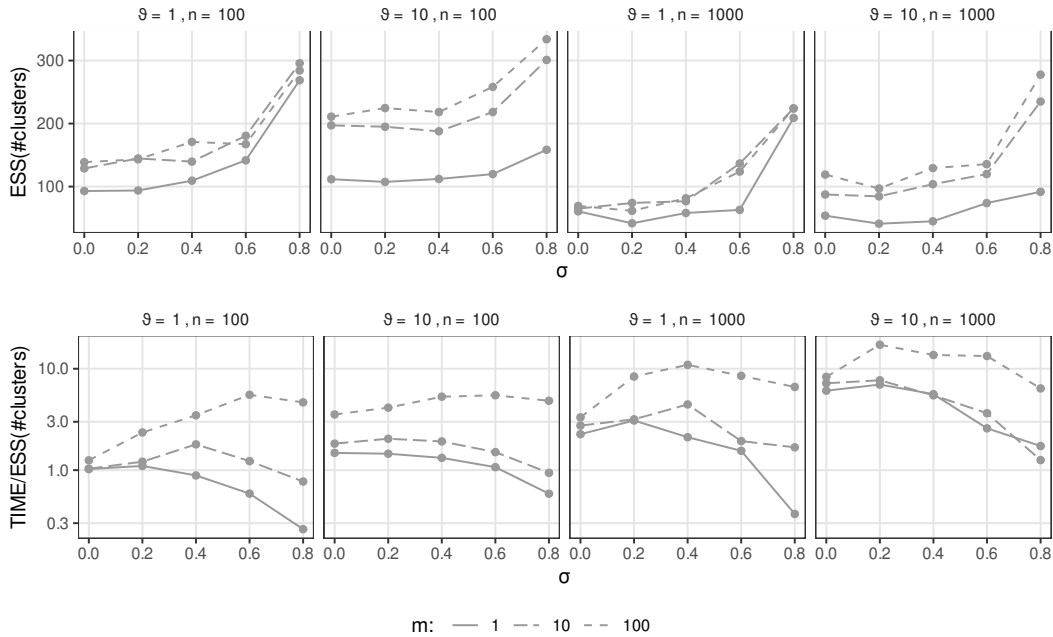 ϑ = 1 , n = 100 ϑ = 10 , n = 100 ϑ = 1 , n = 1000 ϑ = 10 , n = 1000
ESS(#clusters)
300
200
100
0.0 0.2 0.4 0.6 0.8 0.0 0.2 0.4 0.6 0.8 0.0 0.2 0.4 0.6 0.8 0.0 0.2 0.4 0.6 0.8
σ
ϑ = 1 , n = 100 ϑ = 10 , n = 100 ϑ = 1 , n = 1000 ϑ = 10 , n = 1000
TIME/ESS(#clusters)
10.0
3.0
1.0
0.3
0.0 0.2 0.4 0.6 0.8 0.0 0.2 0.4 0.6 0.8 0.0 0.2 0.4 0.6 0.8 0.0 0.2 0.4 0.6 0.8
σ
m: 1 10 100